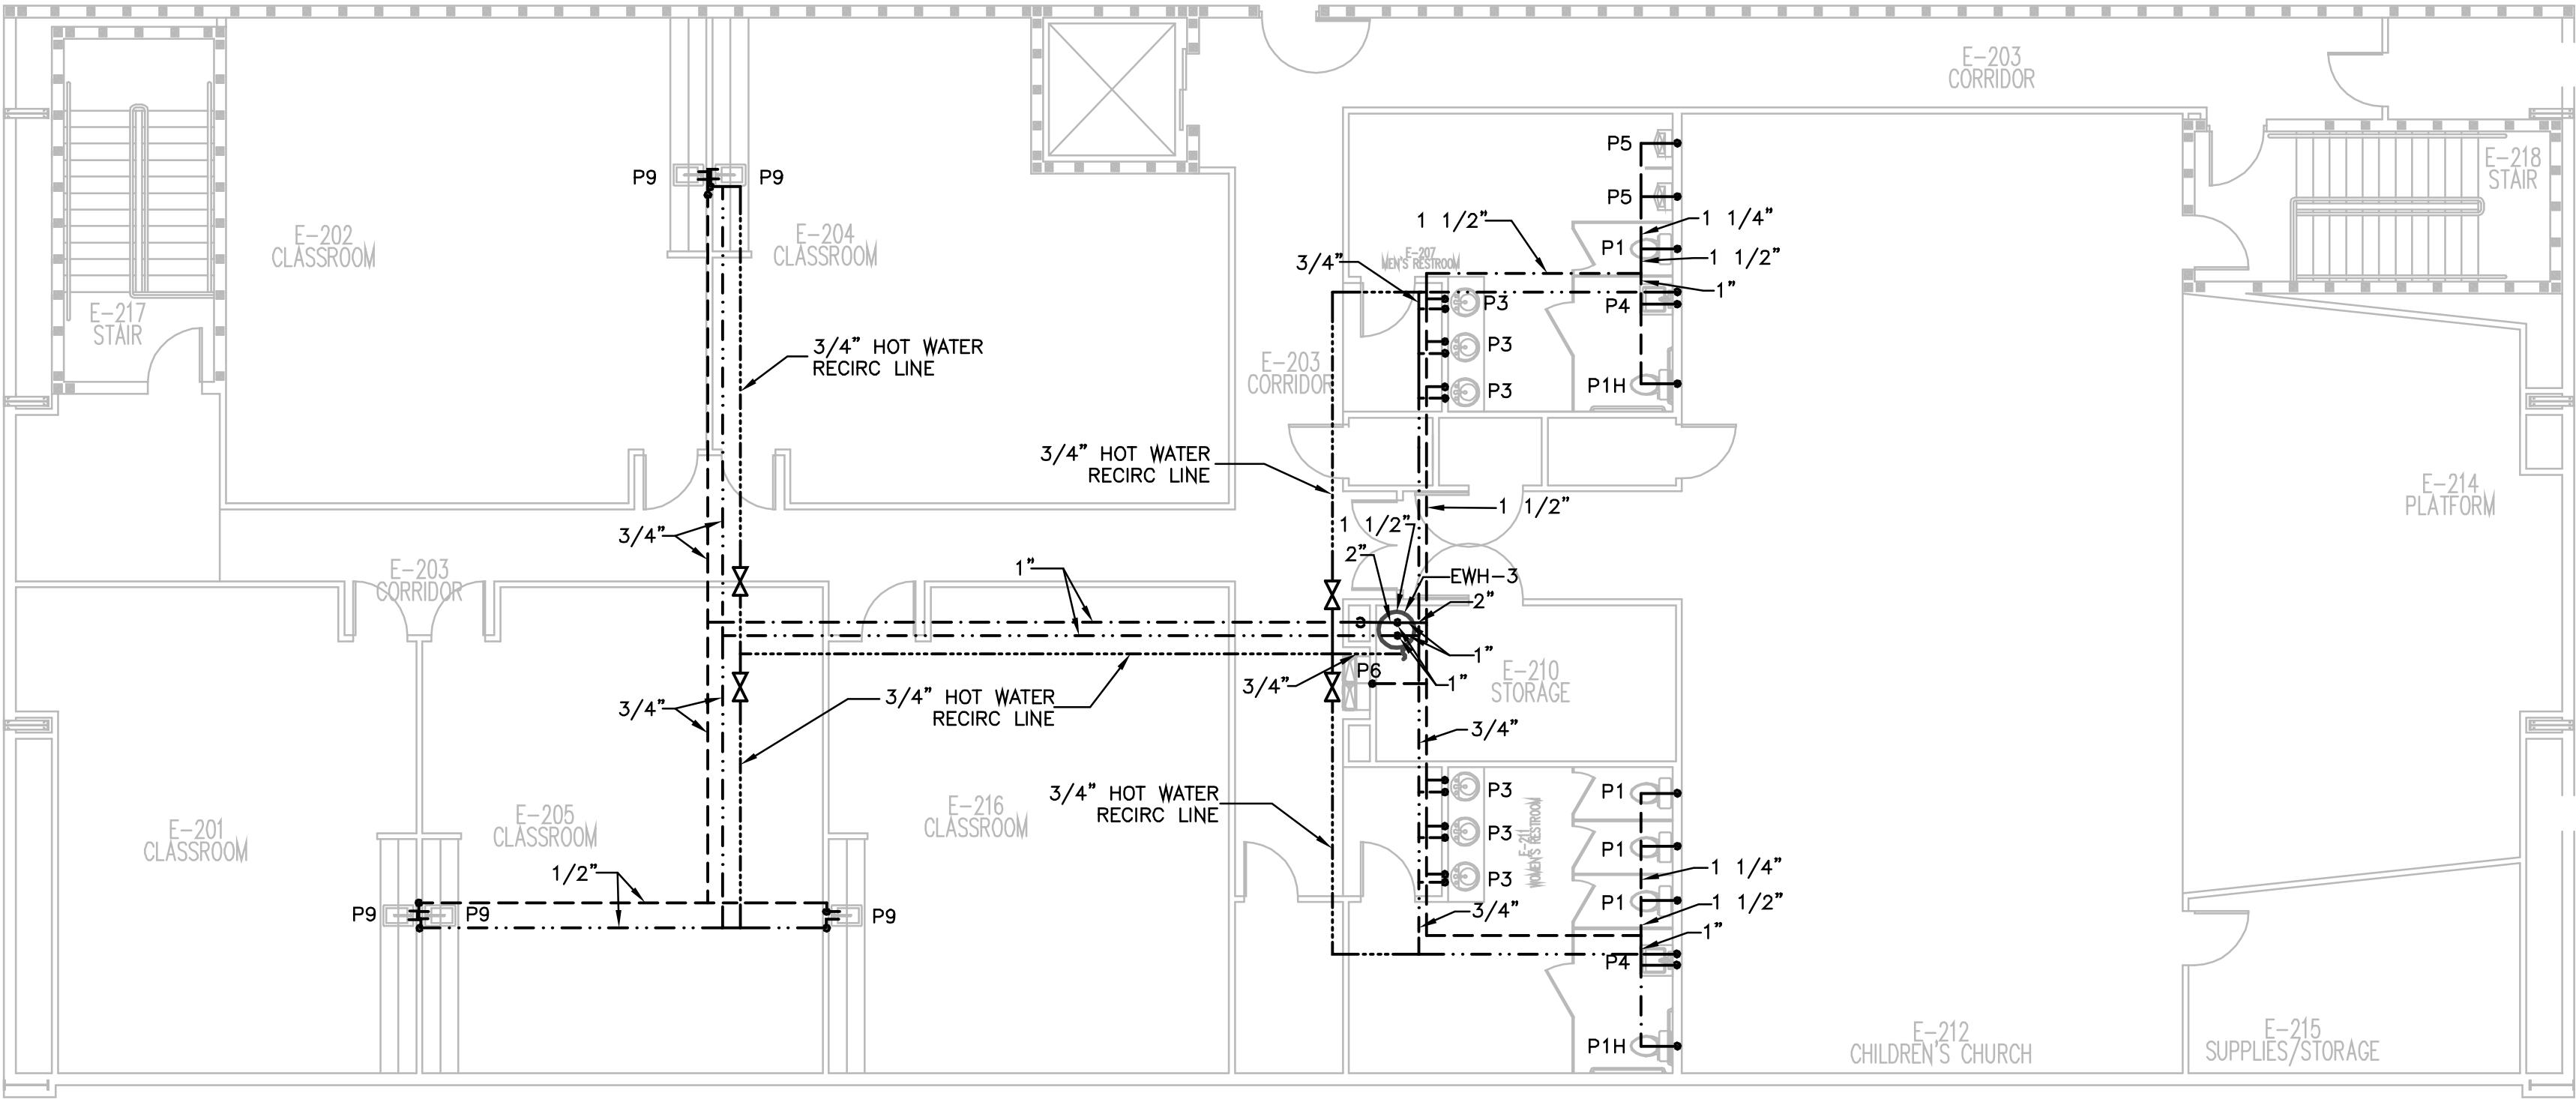 E-203
CORRIDOR
P5
E-218
STAIR
P9
P9
P5
1 1/4”
1 1/2”
E-202
CLASSROOM
E-204
CLASSROOM
E-207
MEN'S RESTROOM
P1
1 1/2”
3/4”
1”
E-217
STAIR
P3
P4
3/4” HOT WATER
RECIRC LINE
P3
E-203
CORRIDOR
P3
P1H
3/4” HOT WATER
RECIRC LINE
E-214
PLATFORM
1 1/2”
1 1/2”
3/4”
2”
E-203
CORRIDOR
1”
EWH-3
2”
1”
P6
E-210
STORAGE
3/4”
1”
3/4” HOT WATER
RECIRC LINE
3/4”
3/4”
3/4” HOT WATER
RECIRC LINE
P3
P1
E-205
CLASSROOM
E-216
CLASSROOM
E-201
CLASSROOM
P3
E-211
WOMEN'S RESTROOM
P1
1 1/4”
1/2”
P3
P1
1 1/2”
P9
P9
P9
3/4”
1”
P4
P1H
E-212
CHILDREN'S CHURCH
E-215
SUPPLIES/STORAGE